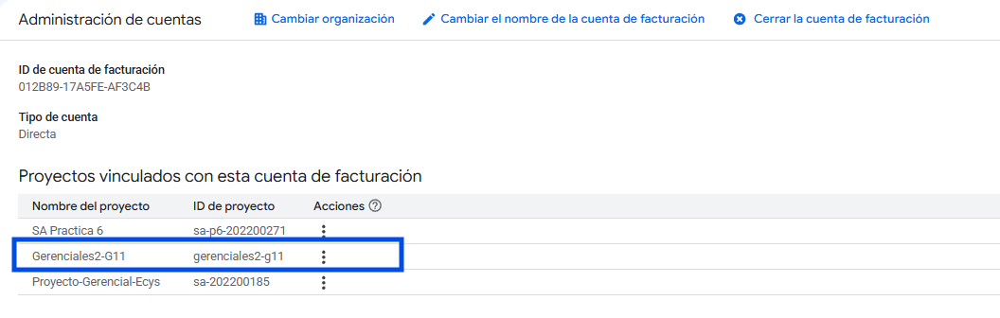 Administración de cuentas Cambiar organización Cambiar el nombre de la cuenta de facturación Cerrar la cuenta de facturación
ID de cuenta de facturación
012B89-17A5FE-AF3C4B
Tipo de cuenta
Directa
Proyectos vinculados con esta cuenta de facturación
Nombre del proyecto ID de proyecto Acciones ?
SA Practica 6 sa-p6-202200271
Gerenciales2-G11 gerenciales2-g11
Proyecto-Gerencial-Ecys sa-202200185